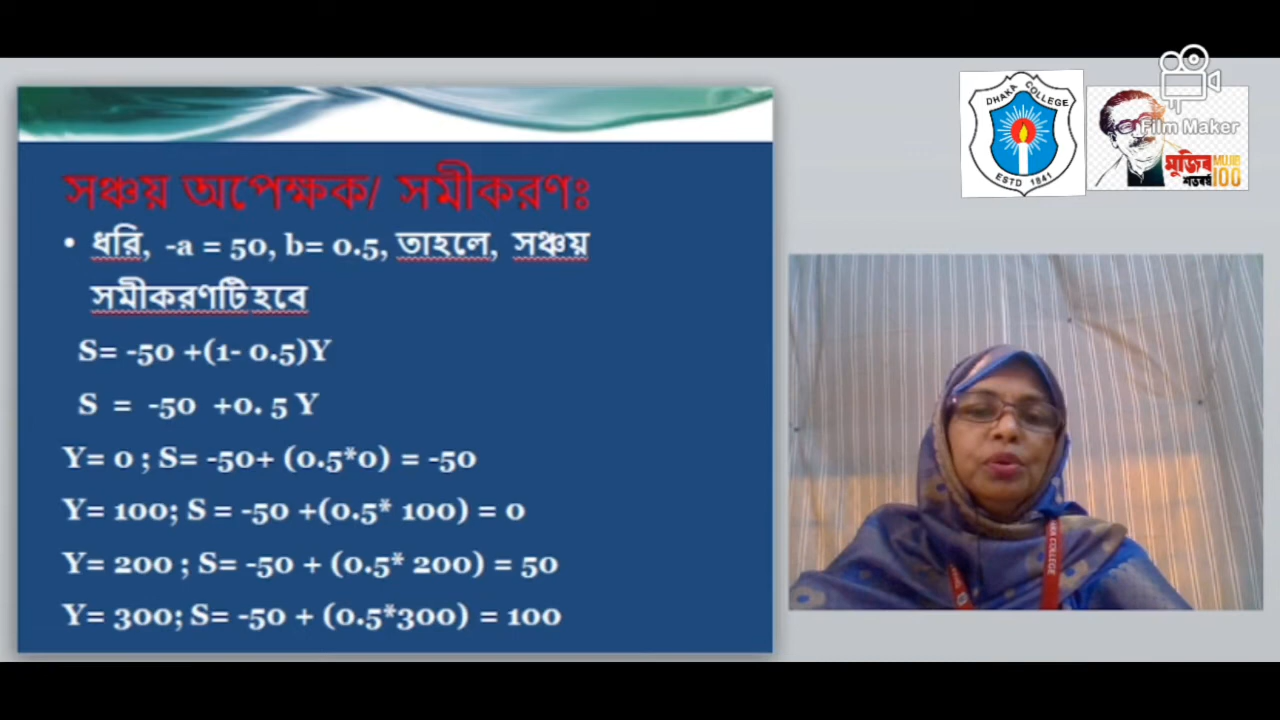 সঞ্চয় অপেক্ষক/ সমীকরণঃ
• ধরি, -a = 50, b= 0.5, তাহলে, সঞ্চয়
সমীকরণটি হবে
S= -50 +(1- 0.5)Y
S = -50 +0. 5 Y
Y= 0 ; S= -50+ (0.5*0) = -50
Y= 100; S = -50 +(0.5* 100) = 0
Y= 200 ; S= -50 + (0.5* 200) = 50
Y= 300; S= -50 + (0.5*300) = 100
DHAKA COLLEGE
ESTD 1841
Film Maker
মুজিব MUJIB
শতবর্ষ 100